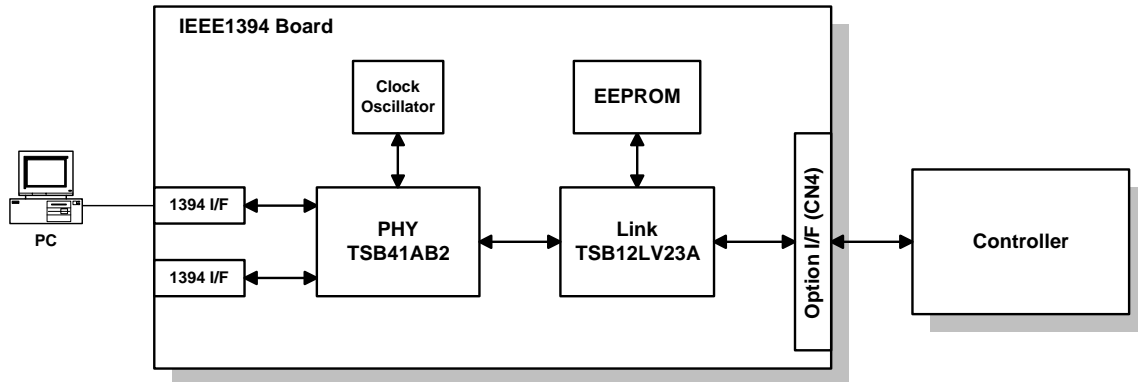 IEEE1394 Board
Clock
Oscillator
EEPROM
PC
1394 I/F
1394 I/F
PHY
TSB41AB2
Link
TSB12LV23A
Option I/F (CN4)
Controller